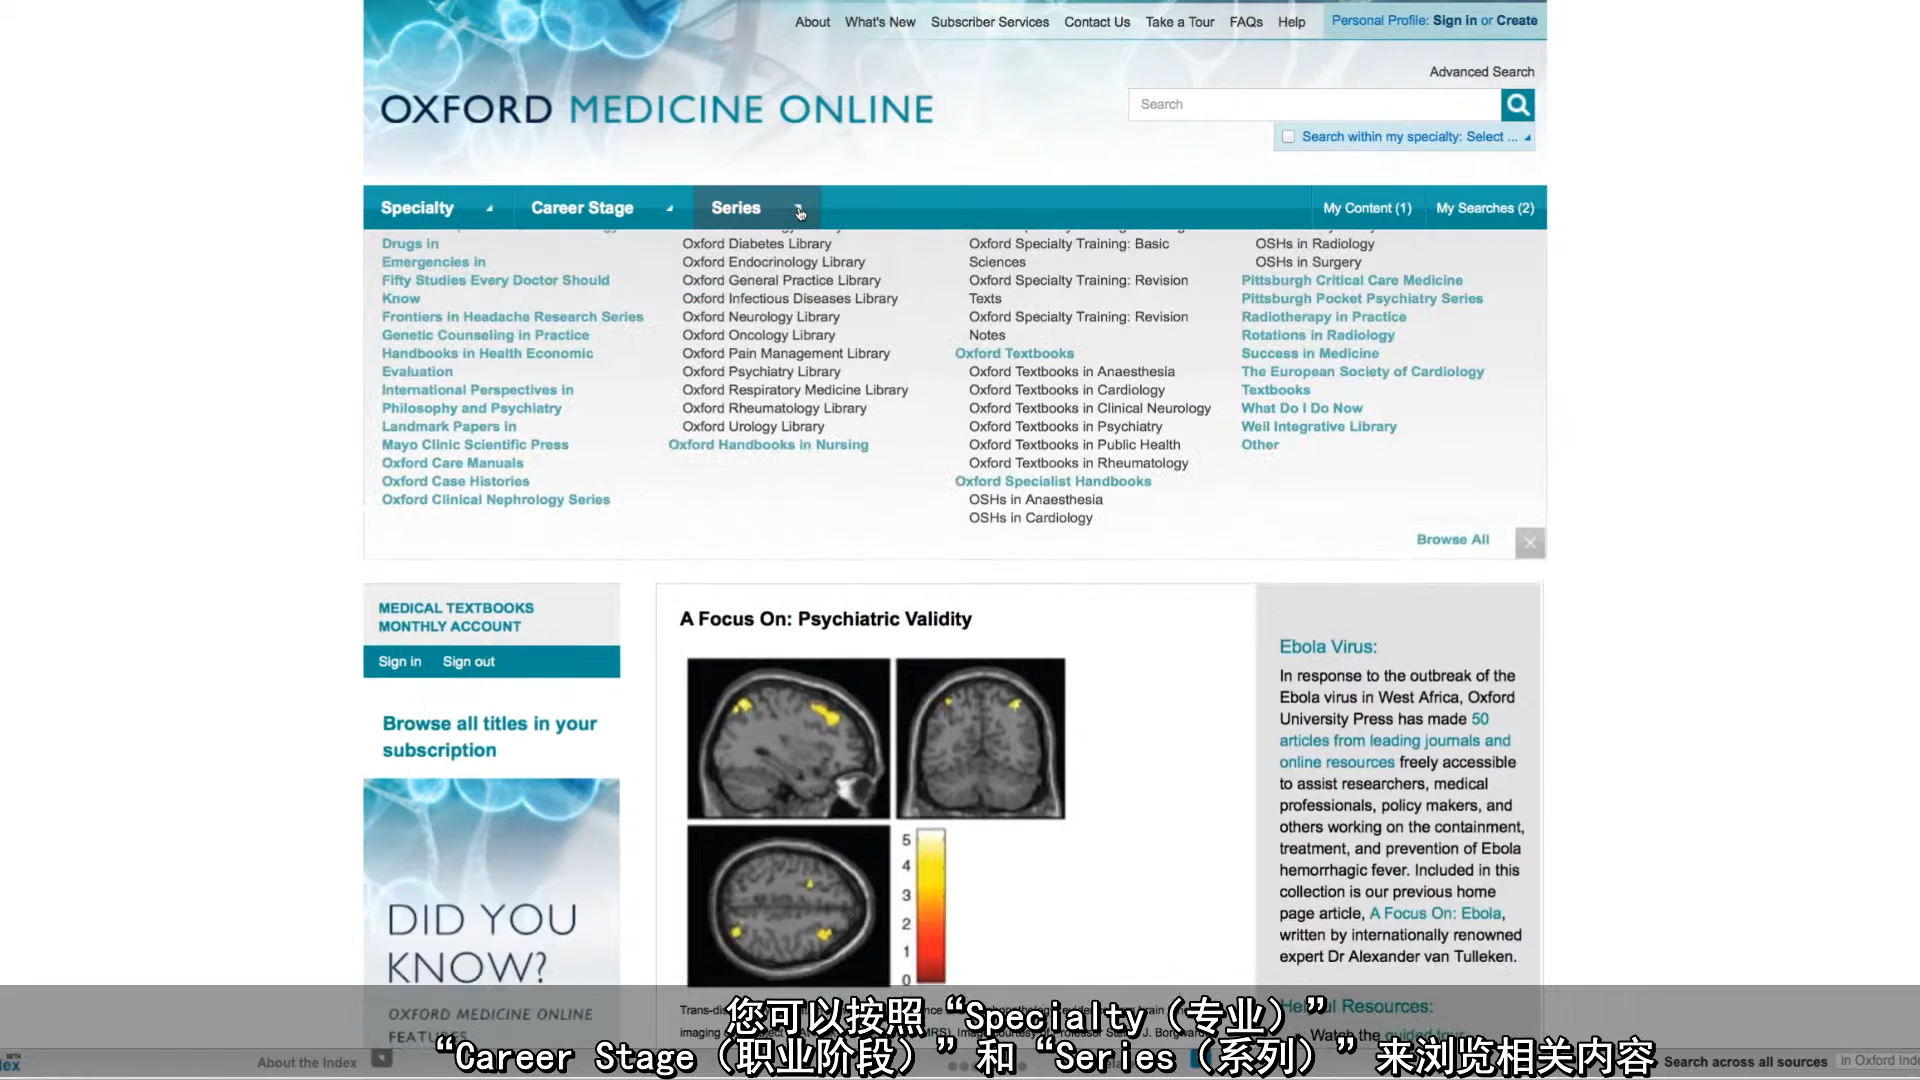 About What's New Subscriber Services Contact Us Take a Tour FAQs Help Personal Profile: Sign in or Create
Advanced Search
OXFORD MEDICINE ONLINE
Search
Search within my specialty: Select ...
Specialty Career Stage Series My Content (1) My Searches (2)
Drugs in
Emergencies in
Fifty Studies Every Doctor Should
Know
Frontiers in Headache Research Series
Genetic Counseling in Practice
Handbooks in Health Economic
Evaluation
International Perspectives in
Philosophy and Psychiatry
Landmark Papers in
Mayo Clinic Scientific Press
Oxford Care Manuals
Oxford Case Histories
Oxford Clinical Nephrology Series
Oxford Diabetes Library
Oxford Endocrinology Library
Oxford General Practice Library
Oxford Infectious Diseases Library
Oxford Neurology Library
Oxford Oncology Library
Oxford Pain Management Library
Oxford Psychiatry Library
Oxford Respiratory Medicine Library
Oxford Rheumatology Library
Oxford Urology Library
Oxford Handbooks in Nursing
Oxford Specialty Training: Basic
Sciences
Oxford Specialty Training: Revision
Texts
Oxford Specialty Training: Revision
Notes
Oxford Textbooks
Oxford Textbooks in Anaesthesia
Oxford Textbooks in Cardiology
Oxford Textbooks in Clinical Neurology
Oxford Textbooks in Psychiatry
Oxford Textbooks in Public Health
Oxford Textbooks in Rheumatology
Oxford Specialist Handbooks
OSHs in Anaesthesia
OSHs in Cardiology
OSHs in Radiology
OSHs in Surgery
Pittsburgh Critical Care Medicine
Pittsburgh Pocket Psychiatry Series
Radiotherapy in Practice
Rotations in Radiology
Success in Medicine
The European Society of Cardiology
Textbooks
What Do I Do Now
Weil Integrative Library
Other
Browse All
MEDICAL TEXTBOOKS
MONTHLY ACCOUNT
Sign in Sign out
Browse all titles in your
subscription
DID YOU
KNOW?
OXFORD MEDICINE ONLINE
FEATURES
A Focus On: Psychiatric Validity
5
4
3
2
1
0
Ebola Virus:
In response to the outbreak of the
Ebola virus in West Africa, Oxford
University Press has made 50
articles from leading journals and
online resources freely accessible
to assist researchers, medical
professionals, policy makers, and
others working on the containment,
treatment, and prevention of Ebola
hemorrhagic fever. Included in this
collection is our previous home
page article, A Focus On: Ebola,
written by internationally renowned
expert Dr Alexander van Tulleken.
Helpful Resources:
Watch the guided tour
您可以按照“Specialty（专业）”
“Career Stage（职业阶段）”和“Series（系列）”来浏览相关内容
BETA
About the Index
Search across all sources
in Oxford